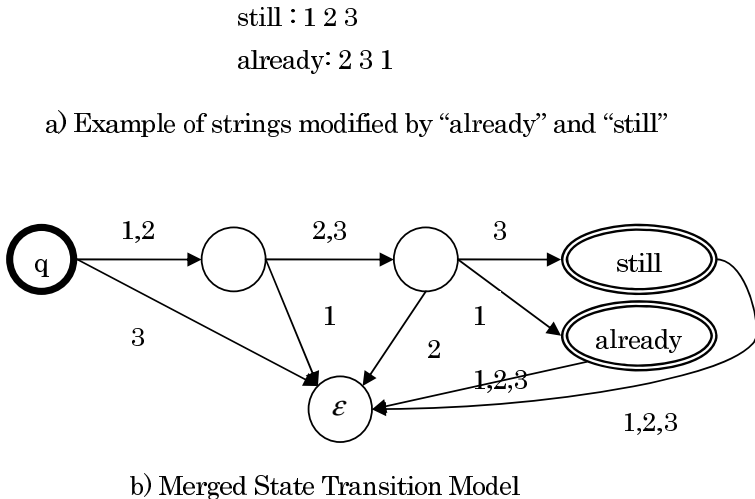 still : 1 2 3
already: 2 3 1
a) Example of strings modified by “already” and “still”
1,2
2,3
3
q
still
3
1
2
1
already
1,2,3
ε
1,2,3
b) Merged State Transition Model